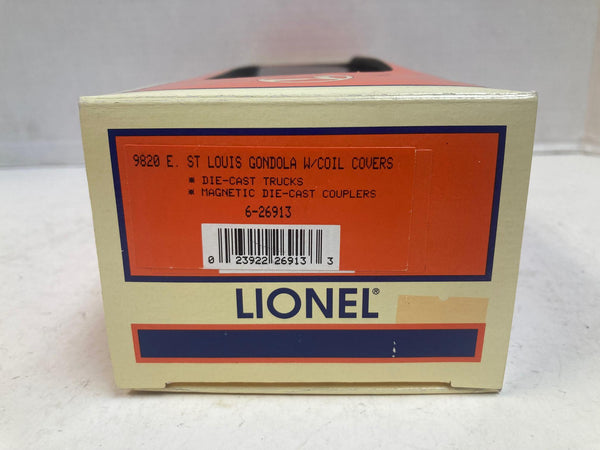 9820 E. ST LOUIS GONDOLA W/COIL COVERS
* DIE-CAST TRUCKS
* MAGNETIC DIE-CAST COUPLERS
6-26913
0 23922 26913 3
LIONEL®